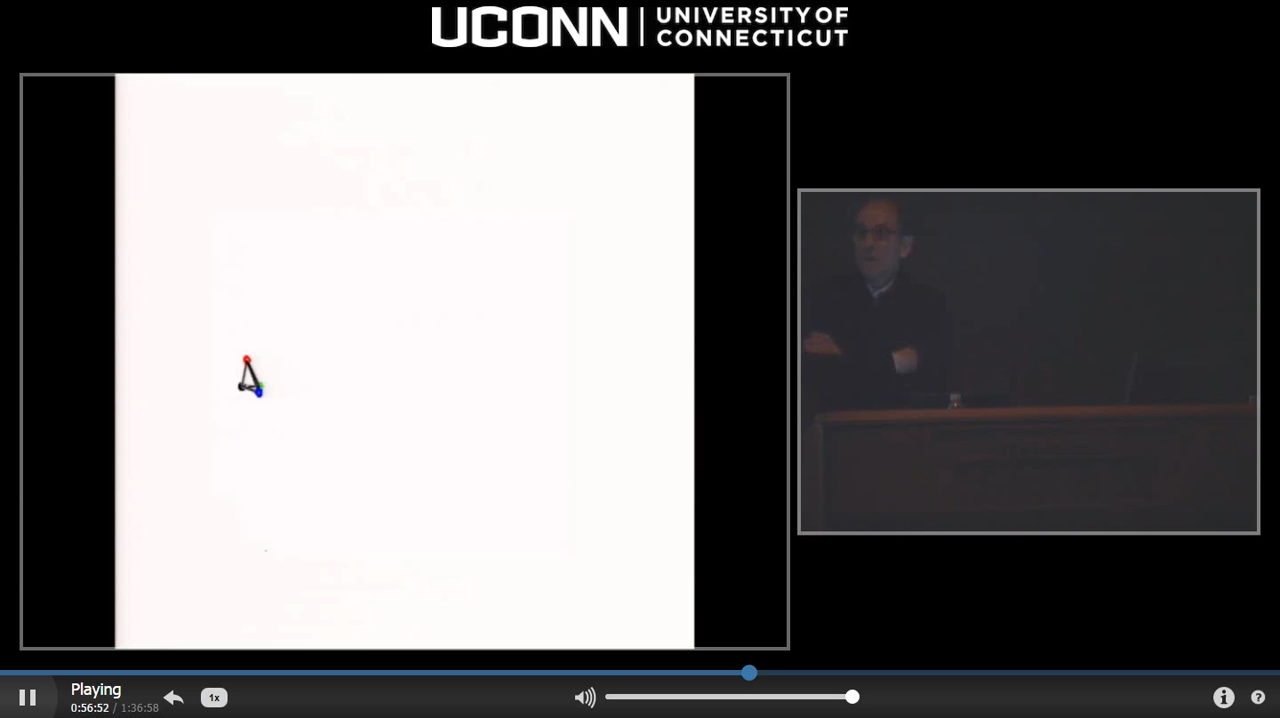 UCONN
UNIVERSITY OF
CONNECTICUT
Playing
1x
0:56:52 / 1:36:58
i
?